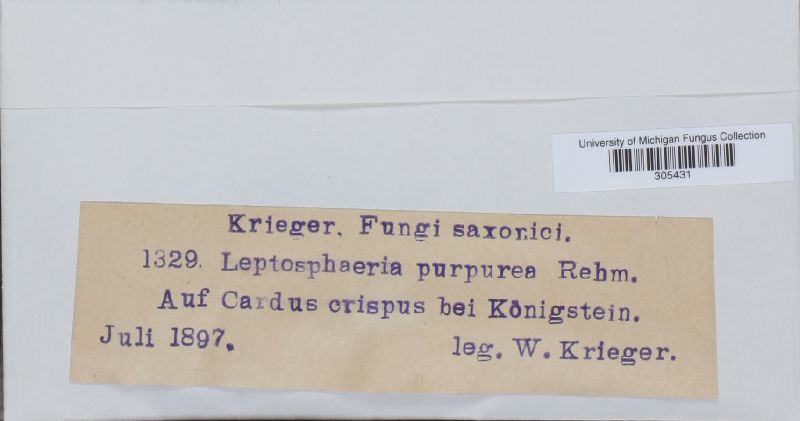 University of Michigan Fungus Collection
305431
Krieger. Fungi saxonici.
1329. Leptosphaeria purpurea Rehm.
Auf Cardus crispus bei Königstein.
Juli 1897.
leg. W. Krieger.